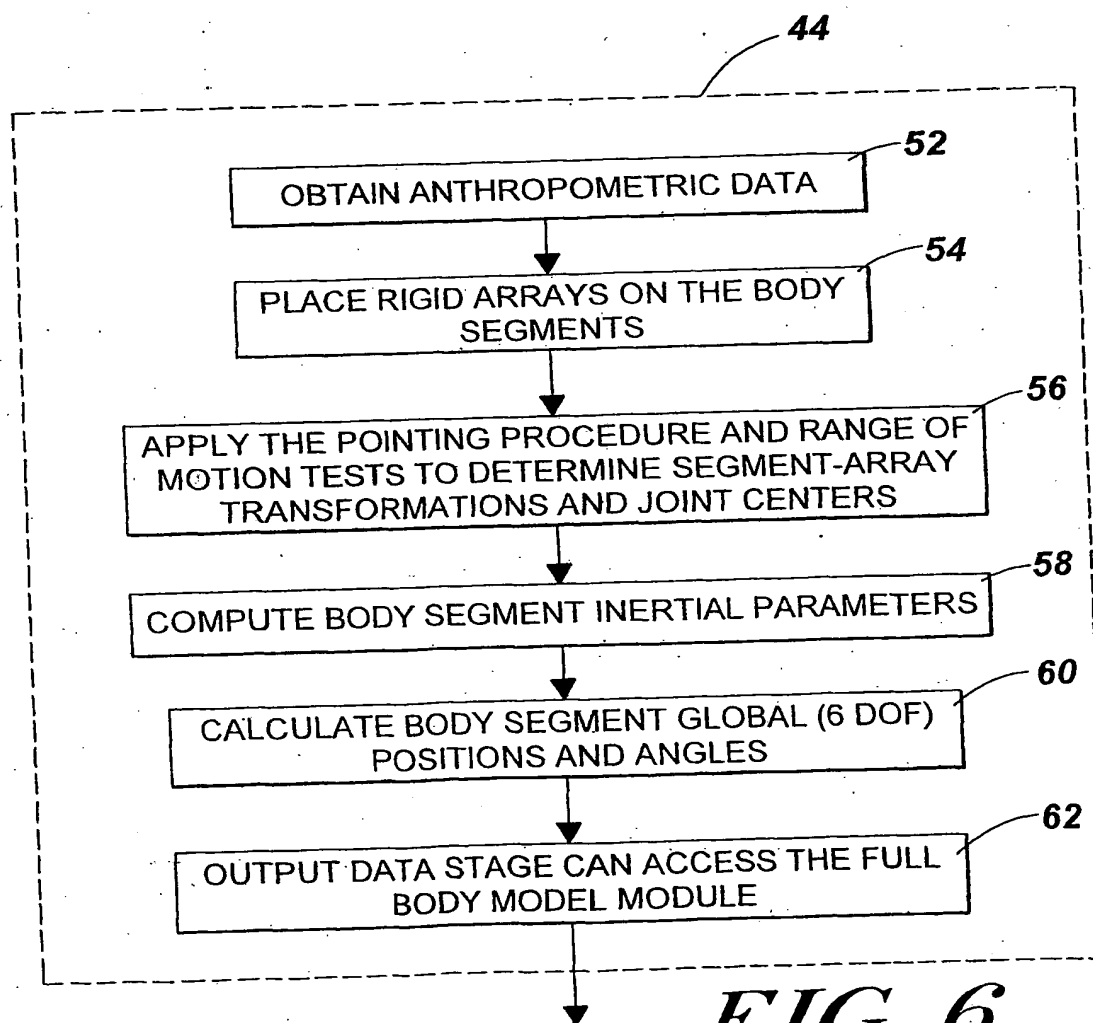 44
52
OBTAIN ANTHROPOMETRIC DATA
54
PLACE RIGID ARRAYS ON THE BODY
SEGMENTS
56
APPLY THE POINTING PROCEDURE AND RANGE OF
MOTION TESTS TO DETERMINE SEGMENT-ARRAY
TRANSFORMATIONS AND JOINT CENTERS
58
COMPUTE BODY SEGMENT INERTIAL PARAMETERS
60
CALCULATE BODY SEGMENT GLOBAL (6 DOF)
POSITIONS AND ANGLES
62
OUTPUT DATA STAGE CAN ACCESS THE FULL
BODY MODEL MODULE
FIG. 6